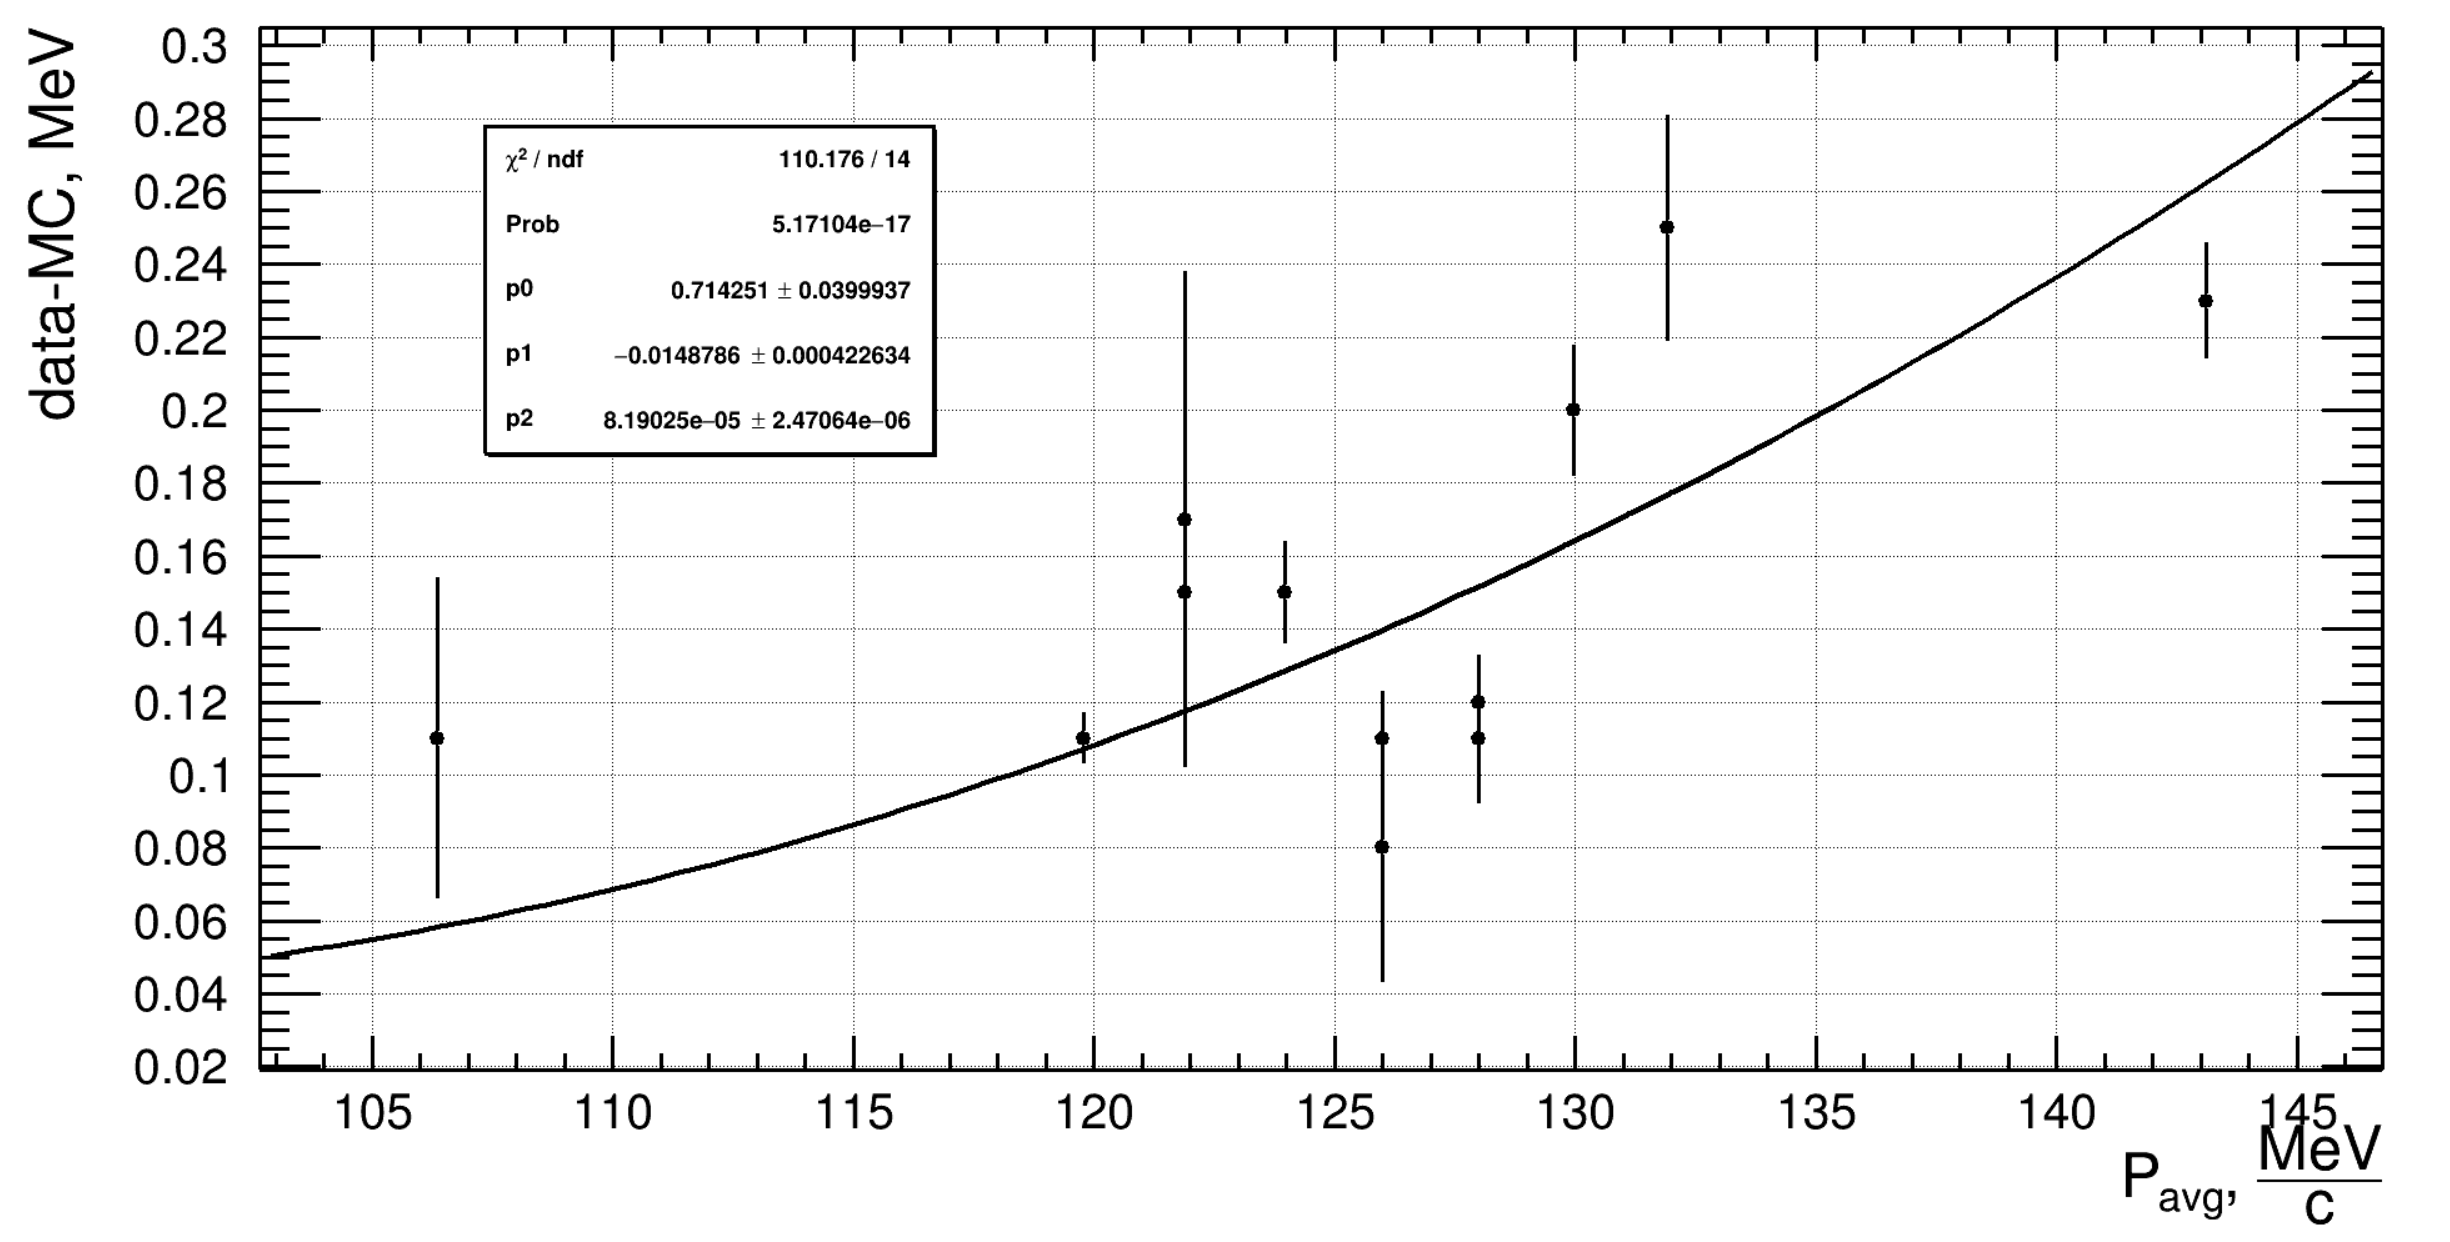 data-MC, MeV
0.3
0.28
0.26
0.24
0.22
0.2
0.18
0.16
0.14
0.12
0.1
0.08
0.06
0.04
0.02
χ² / ndf 110.176 / 14
Prob 5.17104e−17
p0 0.714251 ± 0.0399937
p1 −0.0148786 ± 0.000422634
p2 8.19025e−05 ± 2.47064e−06
105 110 115 120 125 130 135 140 145
P_avg, MeV/c